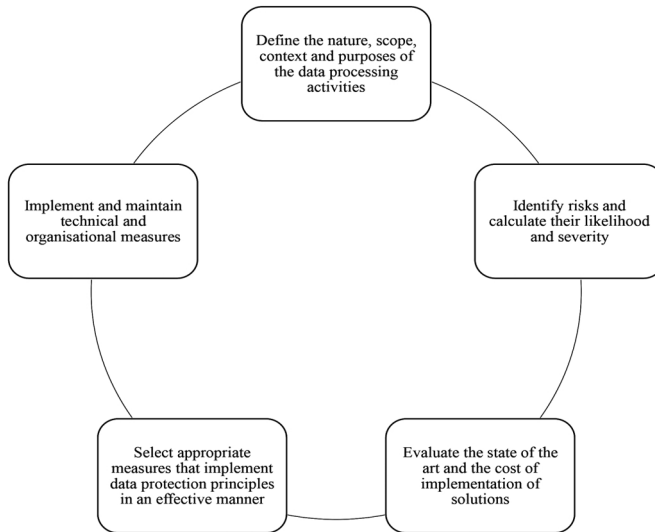 Define the nature, scope,
context and purposes of
the data processing
activities
Identify risks and
calculate their likelihood
and severity
Evaluate the state of the
art and the cost of
implementation of
solutions
Select appropriate
measures that implement
data protection principles
in an effective manner
Implement and maintain
technical and
organisational measures